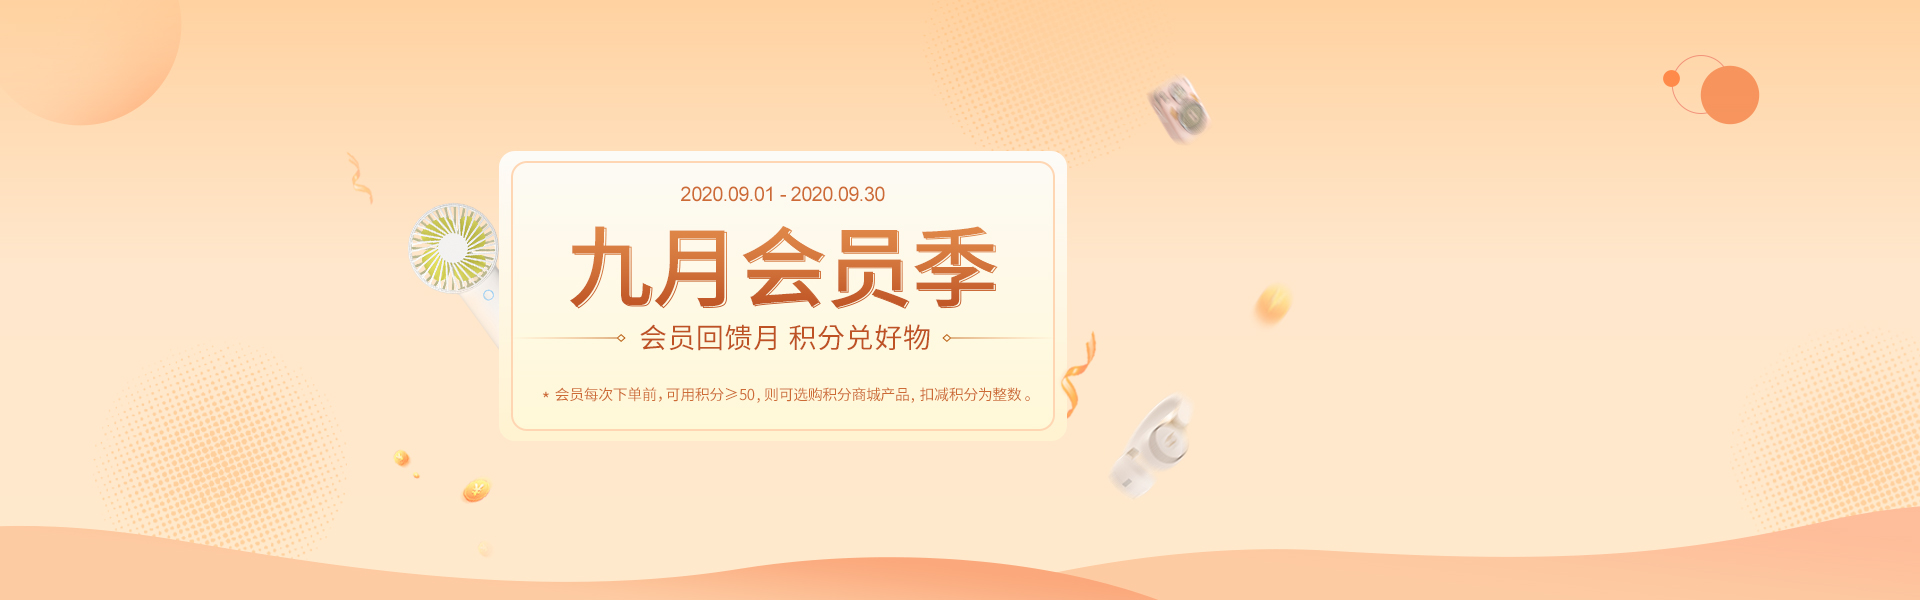 2020.09.01 - 2020.09.30
九月会员季
会员回馈月 积分兑好物
* 会员每次下单前，可用积分≥50，则可选购积分商城产品，扣减积分为整数。